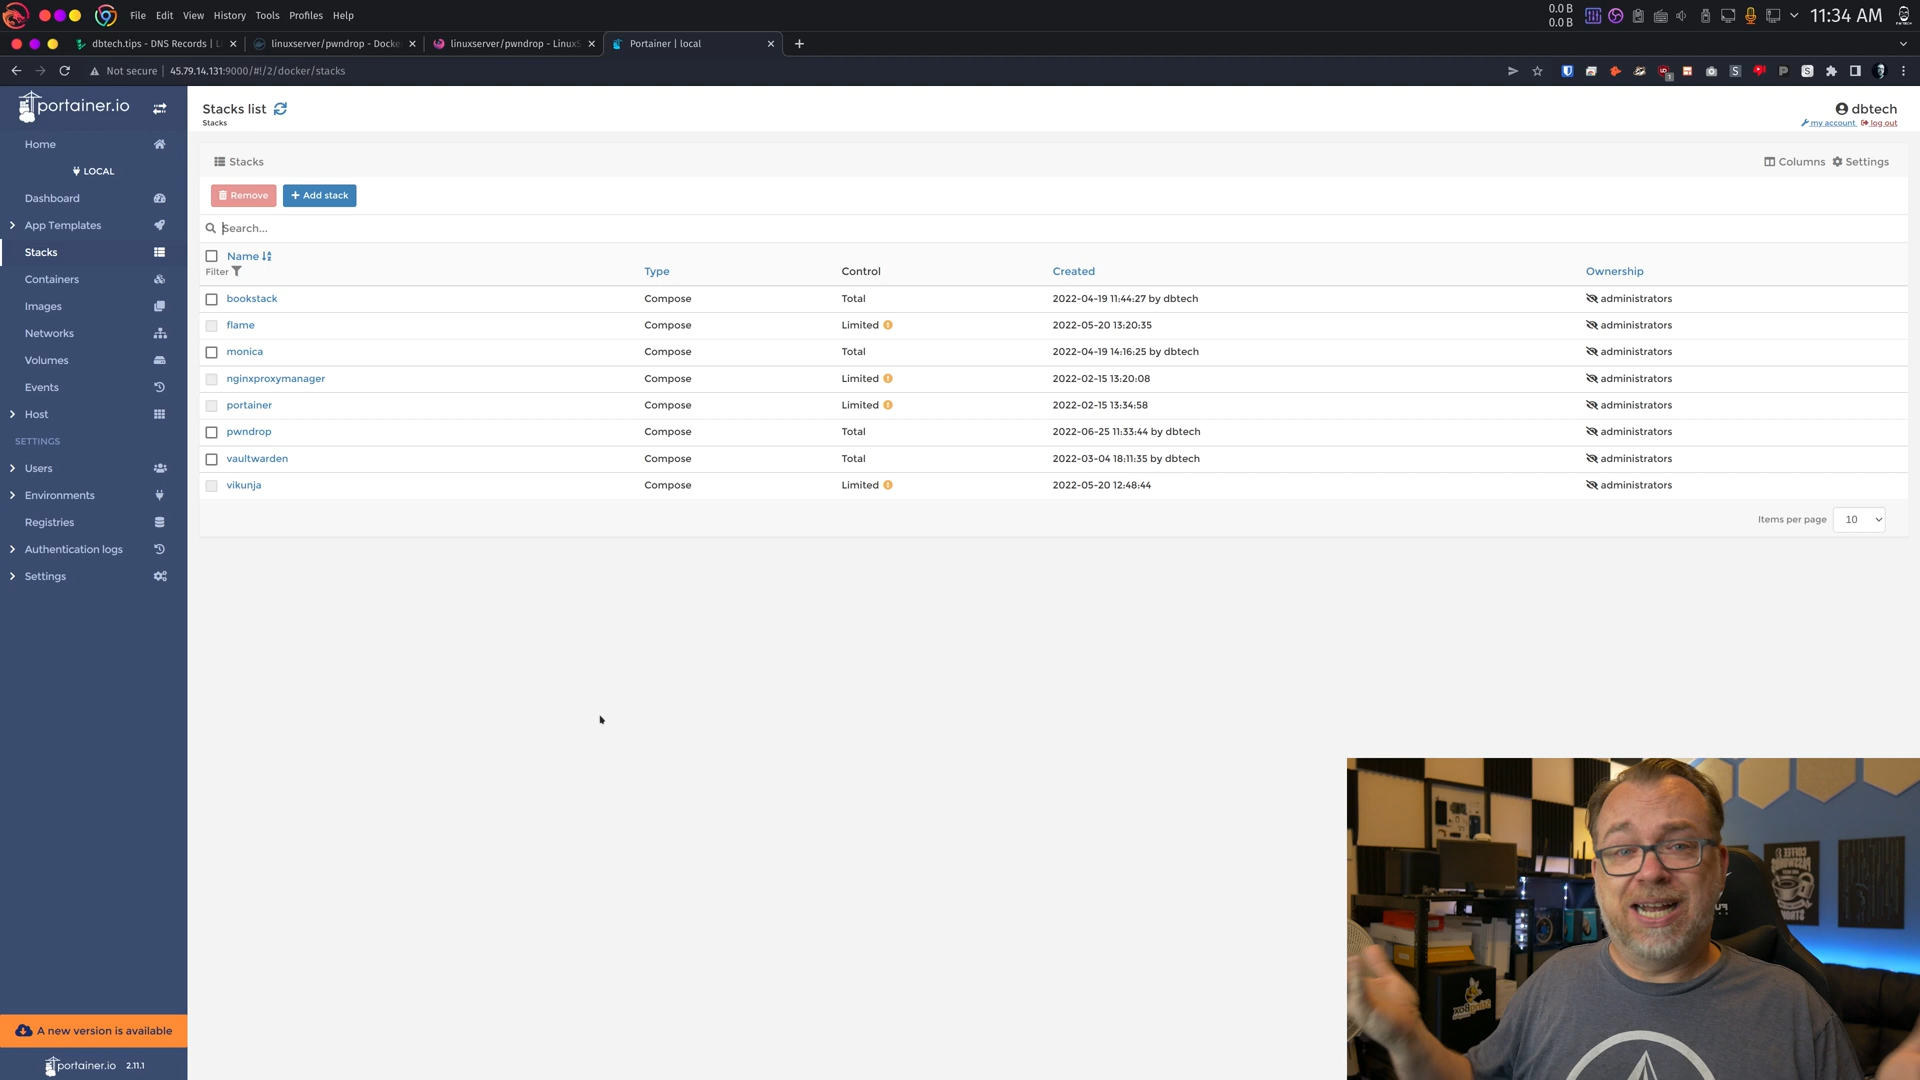 File Edit View History Tools Profiles Help
0.0 B
0.0 B
11:34 AM
dbtech.tips - DNS Records | L
linuxserver/pwndrop - Docke
linuxserver/pwndrop - LinuxS
Portainer | local
Not secure
45.79.14.131:9000/#!/2/docker/stacks
portainer.io
Home
LOCAL
Dashboard
App Templates
Stacks
Containers
Images
Networks
Volumes
Events
Host
SETTINGS
Users
Environments
Registries
Authentication logs
Settings
A new version is available
portainer.io 2.11.1
Stacks list
Stacks
dbtech
my account log out
Stacks
Columns Settings
Remove + Add stack
Search...
Name
Filter
Type Control Created Ownership
bookstack Compose Total 2022-04-19 11:44:27 by dbtech administrators
flame Compose Limited 2022-05-20 13:20:35 administrators
monica Compose Total 2022-04-19 14:16:25 by dbtech administrators
nginxproxymanager Compose Limited 2022-02-15 13:20:08 administrators
portainer Compose Limited 2022-02-15 13:34:58 administrators
pwndrop Compose Total 2022-06-25 11:33:44 by dbtech administrators
vaultwarden Compose Total 2022-03-04 18:11:35 by dbtech administrators
vikunja Compose Limited 2022-05-20 12:48:44 administrators
Items per page 10
COFFEE
PASSWORDS
STRONG